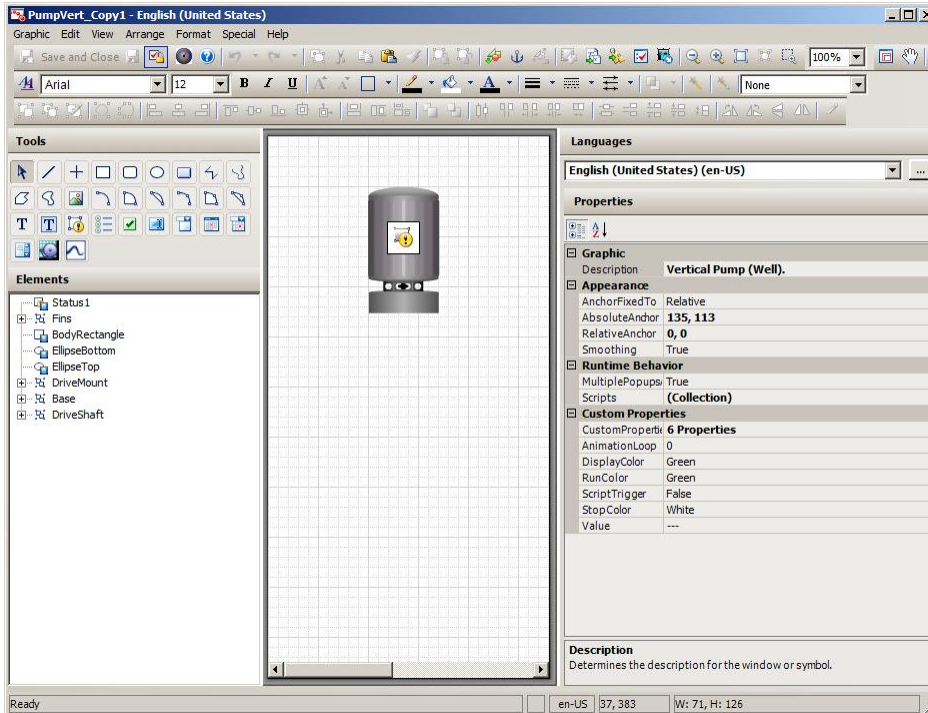 PumpVert_Copy1 - English (United States)
Graphic Edit View Arrange Format Special Help
Save and Close
100%
Arial
12
B I U
A
None
Tools
T T
Elements
Status1
Fins
BodyRectangle
EllipseBottom
EllipseTop
DriveMount
Base
DriveShaft
Languages
English (United States) (en-US)
...
Properties
Graphic
Description Vertical Pump (Well).
Appearance
AnchorFixedTo Relative
AbsoluteAnchor 135, 113
RelativeAnchor 0, 0
Smoothing True
Runtime Behavior
MultiplePopups True
Scripts (Collection)
Custom Properties
CustomProperti 6 Properties
AnimationLoop 0
DisplayColor Green
RunColor Green
ScriptTrigger False
StopColor White
Value ---
Description
Determines the description for the window or symbol.
Ready
en-US 37, 383 W: 71, H: 126